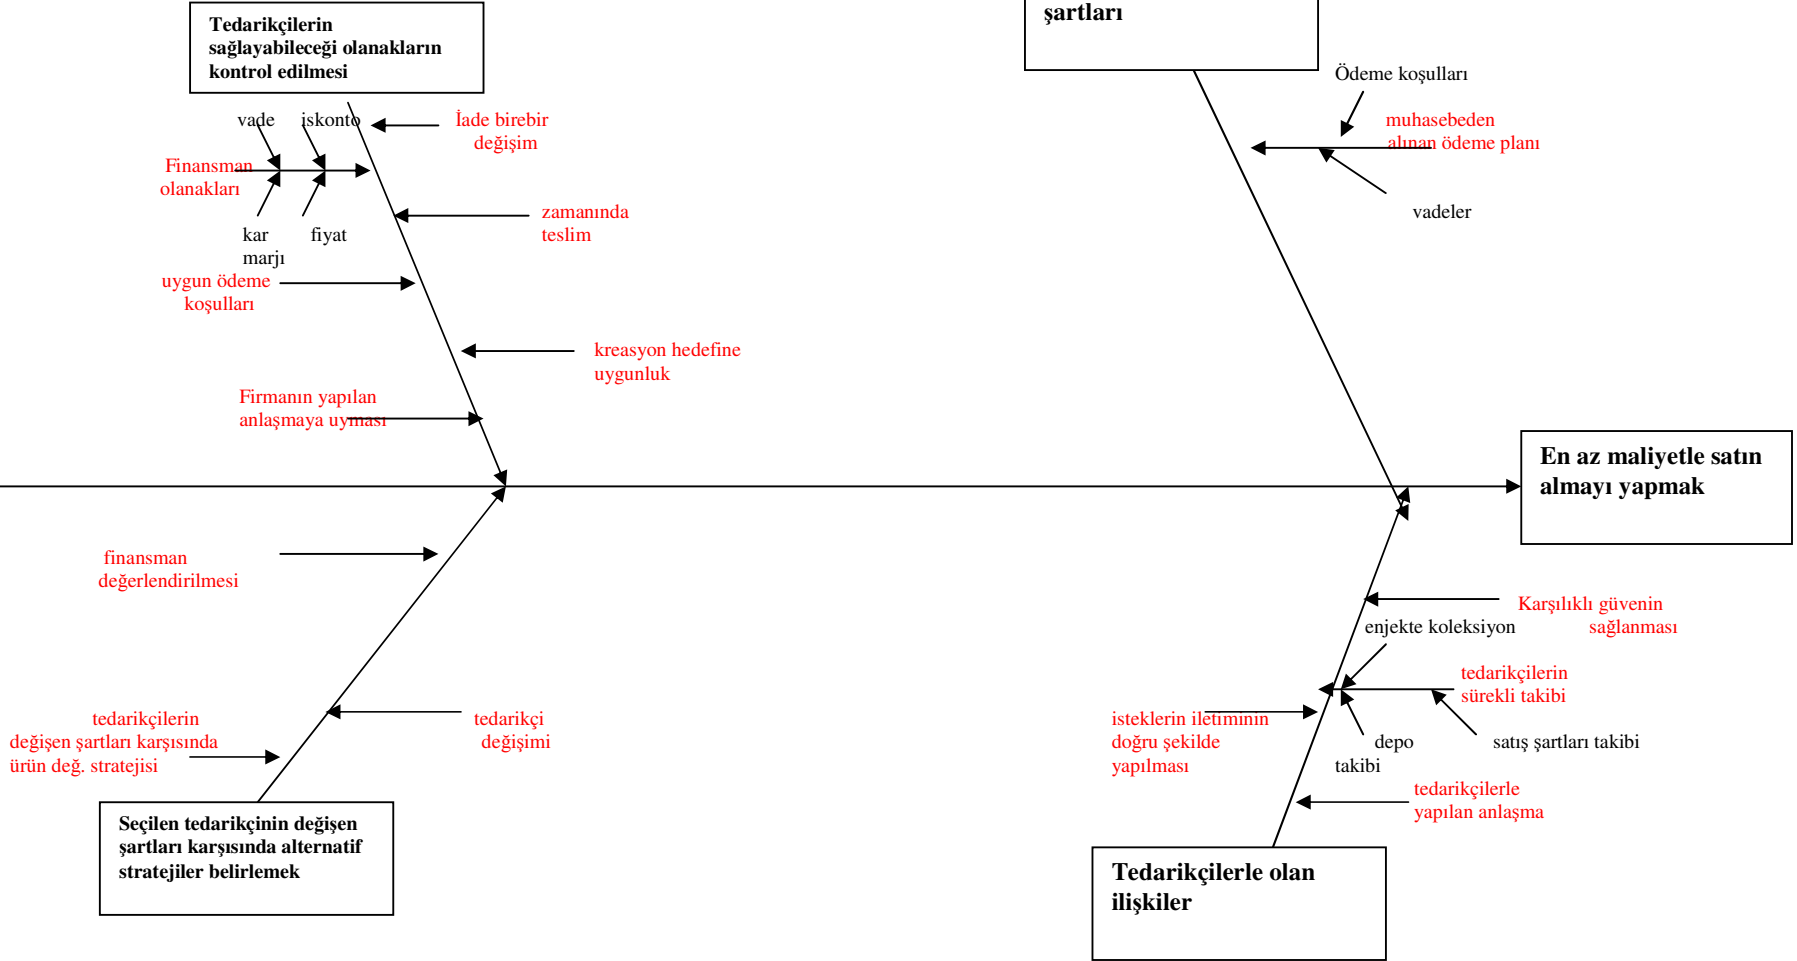 Tedarikçilerin
sağlayabileceği olanakların
kontrol edilmesi
şartları
vade
iskonto
İade birebir
değişim
Finansman
olanakları
kar
marjı
fiyat
zamanında
teslim
uygun ödeme
koşulları
kreasyon hedefine
uygunluk
Firmanın yapılan
anlaşmaya uyması
Ödeme koşulları
muhasebeden
alınan ödeme planı
vadeler
En az maliyetle satın
almayı yapmak
finansman
değerlendirilmesi
tedarikçilerin
değişen şartları karşısında
ürün değ. stratejisi
tedarikçi
değişimi
Seçilen tedarikçinin değişen
şartları karşısında alternatif
stratejiler belirlemek
Karşılıklı güvenin
sağlanması
enjekte koleksiyon
tedarikçilerin
sürekli takibi
isteklerin iletiminin
doğru şekilde
yapılması
depo
takibi
satış şartları takibi
tedarikçilerle
yapılan anlaşma
Tedarikçilerle olan
ilişkiler